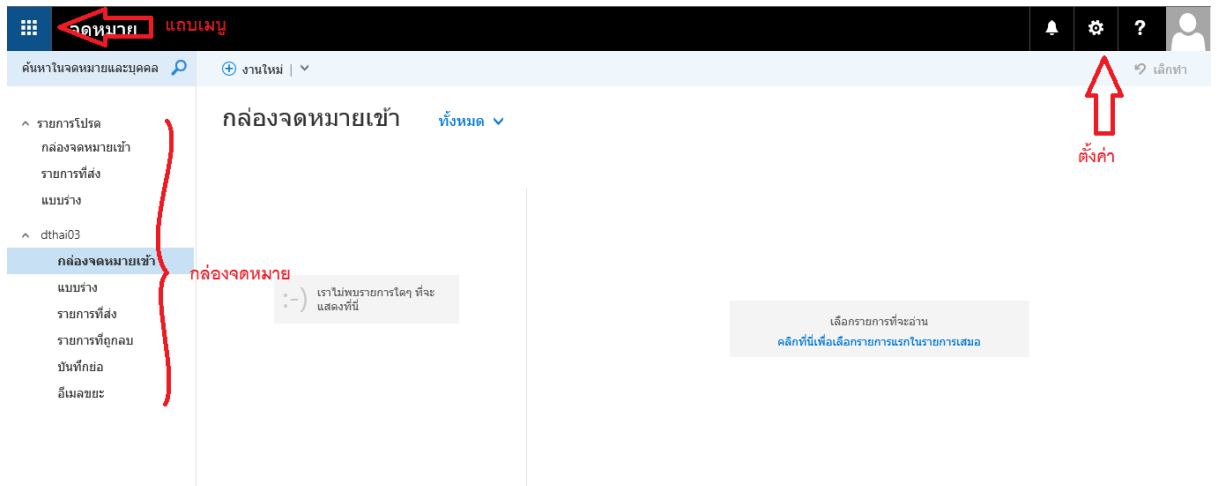 จดหมาย แถบเมนู ?
ค้นหาในจดหมายและบุคคล งานใหม่ | เลิกทำ
กล่องจดหมายเข้า ทั้งหมด
ตั้งค่า
รายการโปรด
กล่องจดหมายเข้า
รายการที่ส่ง
แบบร่าง
dthai03
กล่องจดหมายเข้า
แบบร่าง
รายการที่ส่ง
รายการที่ถูกลบ
บันทึกย่อ
อีเมลขยะ
กล่องจดหมาย
:-) เราไม่พบรายการใดๆ ที่จะ
แสดงที่นี่
เลือกรายการที่จะอ่าน
คลิกที่นี่เพื่อเลือกรายการแรกในรายการเสมอ